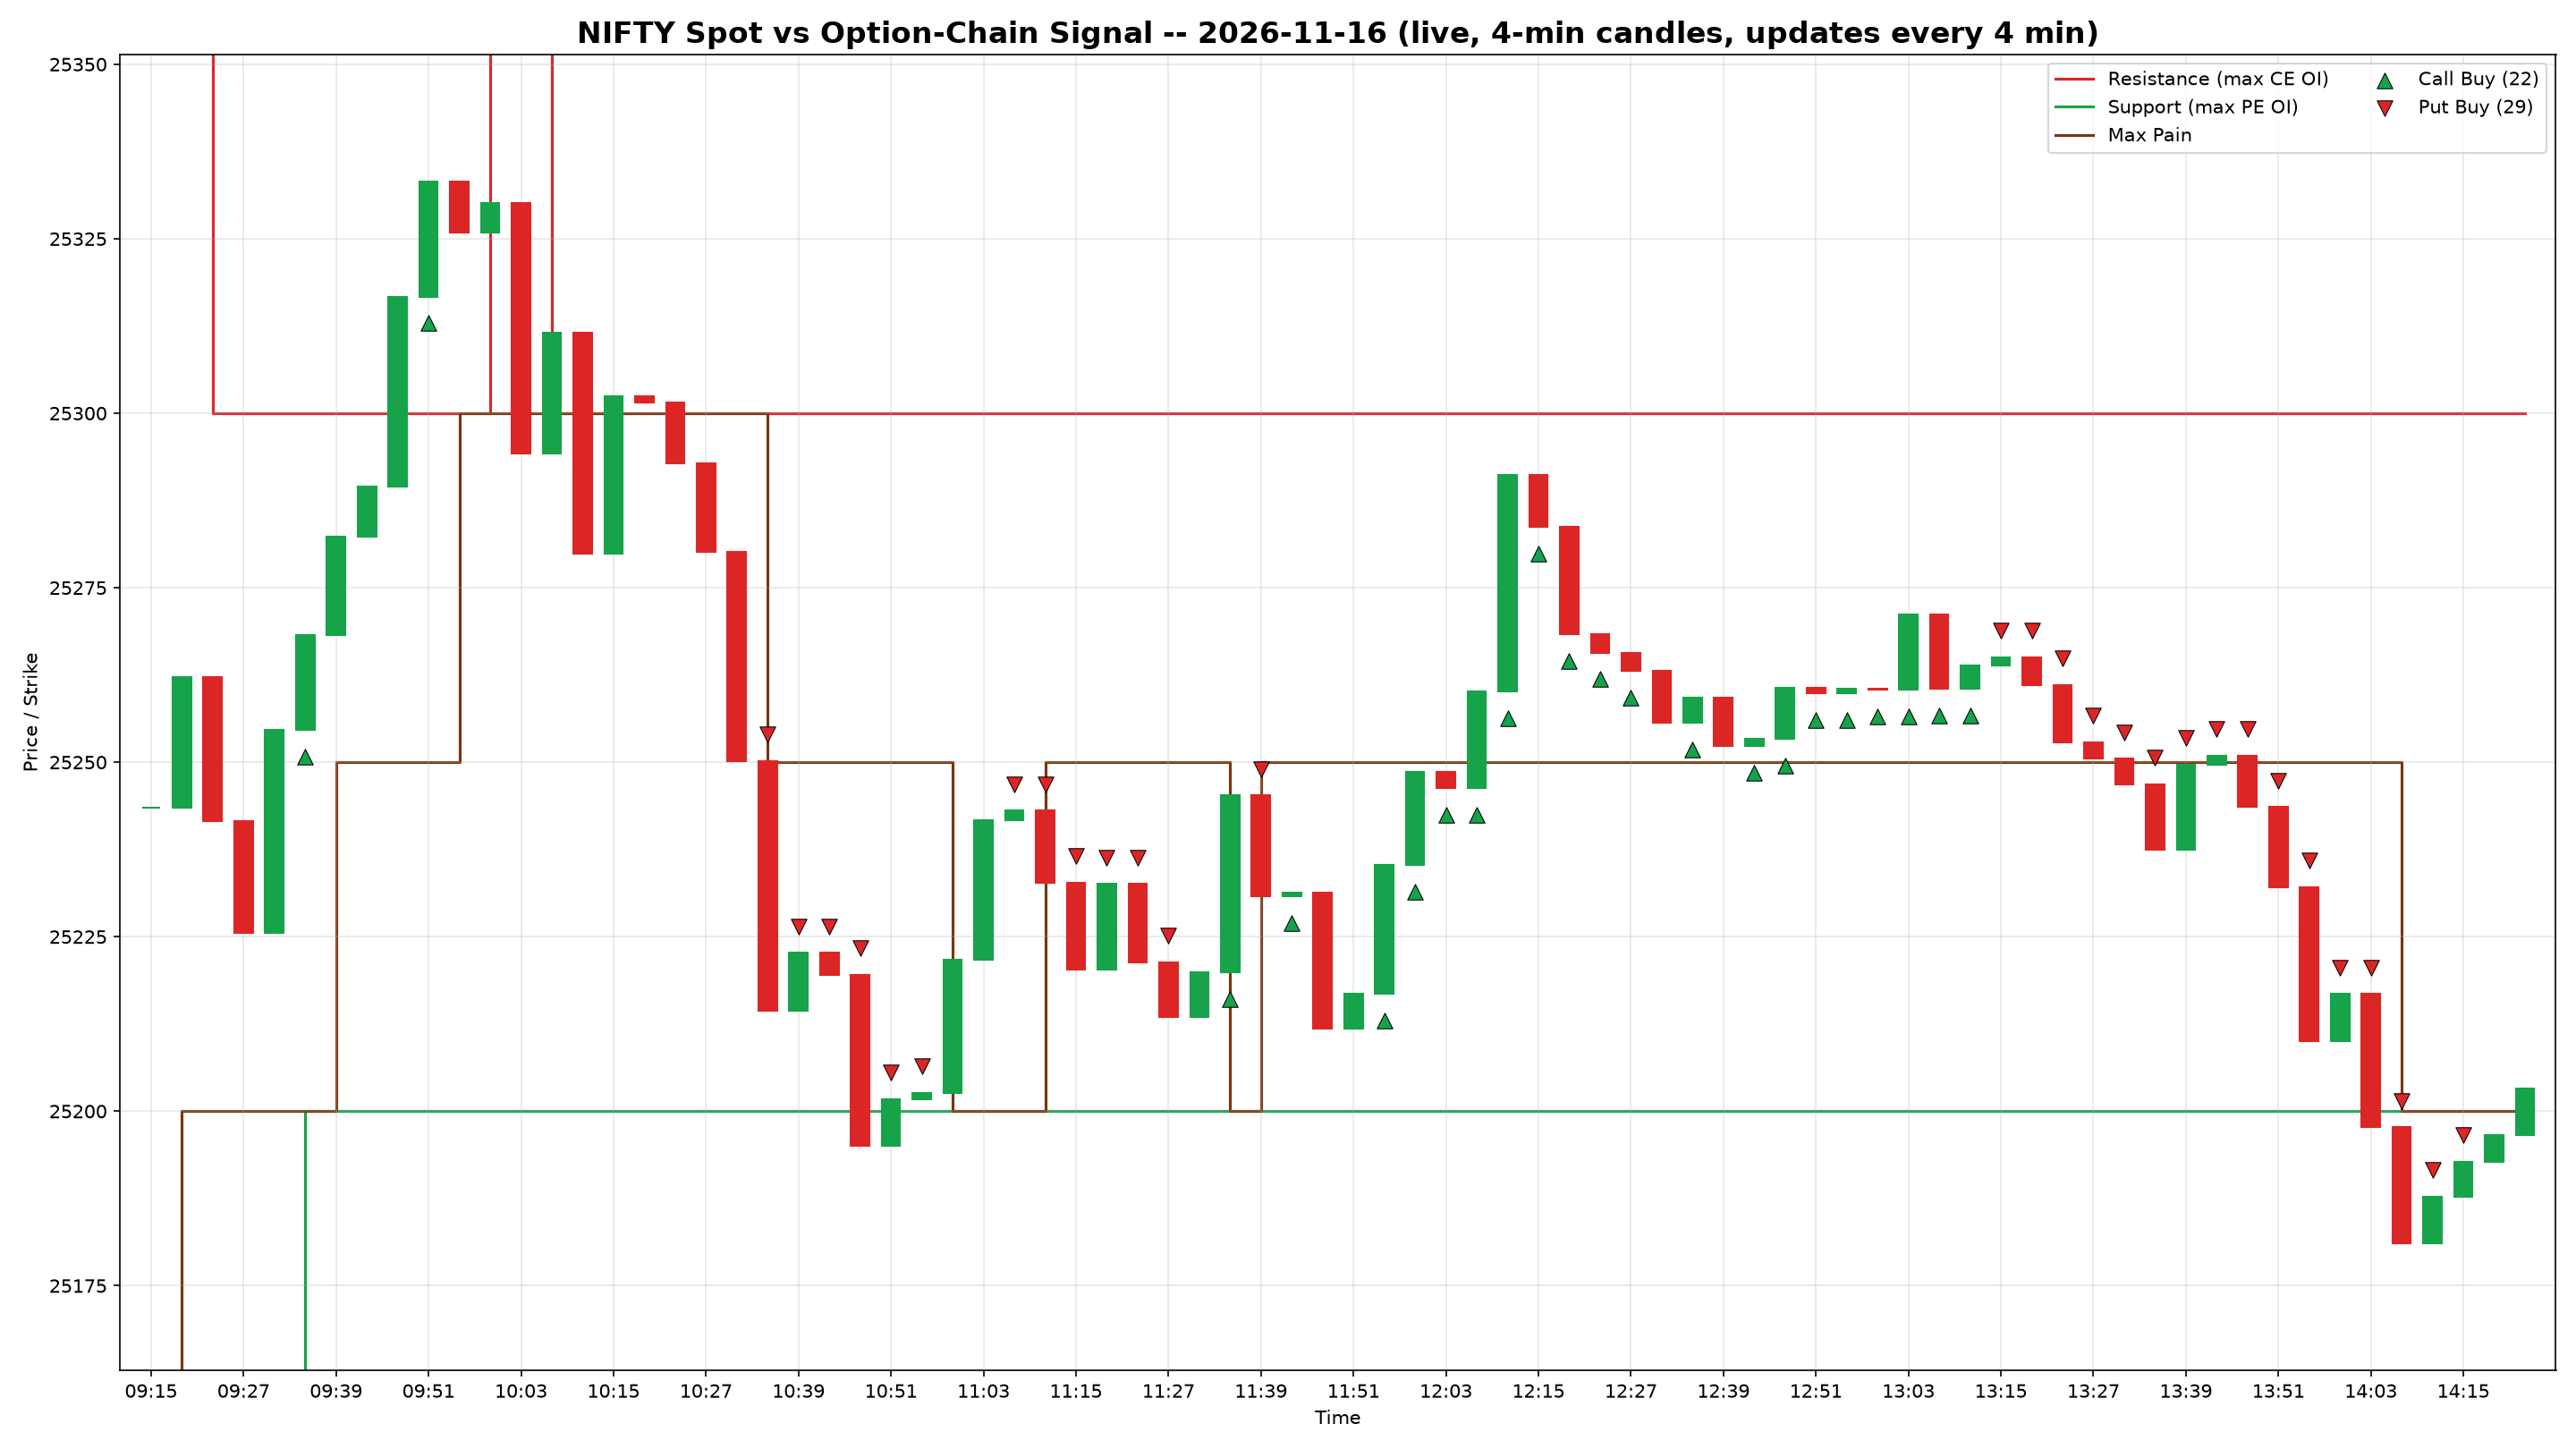 NIFTY Spot vs Option-Chain Signal -- 2026-11-16 (live, 4-min candles, updates every 4 min)
Resistance (max CE OI)
Support (max PE OI)
Max Pain
Call Buy (22)
Put Buy (29)
Price / Strike
25350
25325
25300
25275
25250
25225
25200
25175
09:15 09:27 09:39 09:51 10:03 10:15 10:27 10:39 10:51 11:03 11:15 11:27 11:39 11:51 12:03 12:15 12:27 12:39 12:51 13:03 13:15 13:27 13:39 13:51 14:03 14:15
Time